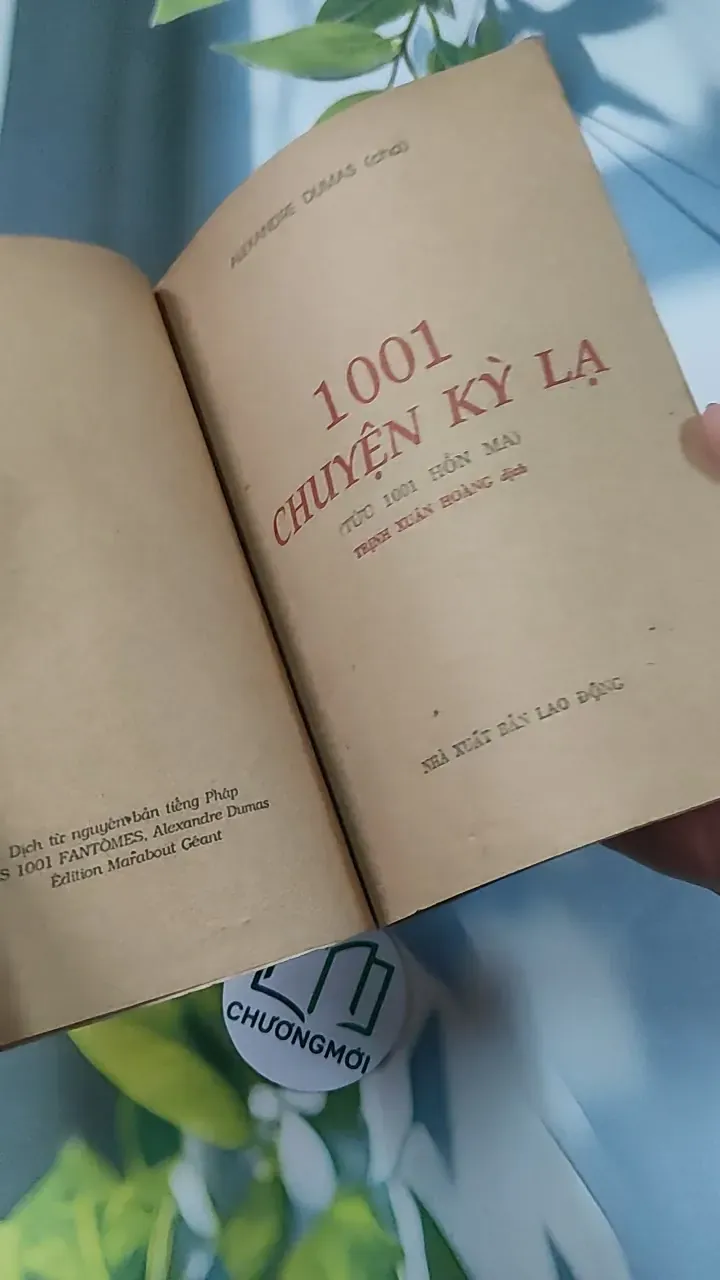 Dịch từ nguyên bản tiếng Pháp
S 1001 FANTÔMES, Alexandre Dumas
Édition Marabout Géant
ALEXANDRE DUMAS (cha)
1001
CHUYỆN KỲ LẠ
(TỨC 1001 HỒN MA)
TRỊNH XUÂN HOÀNG dịch
NHÀ XUẤT BẢN LAO ĐỘNG
CHƯƠNGMỚI